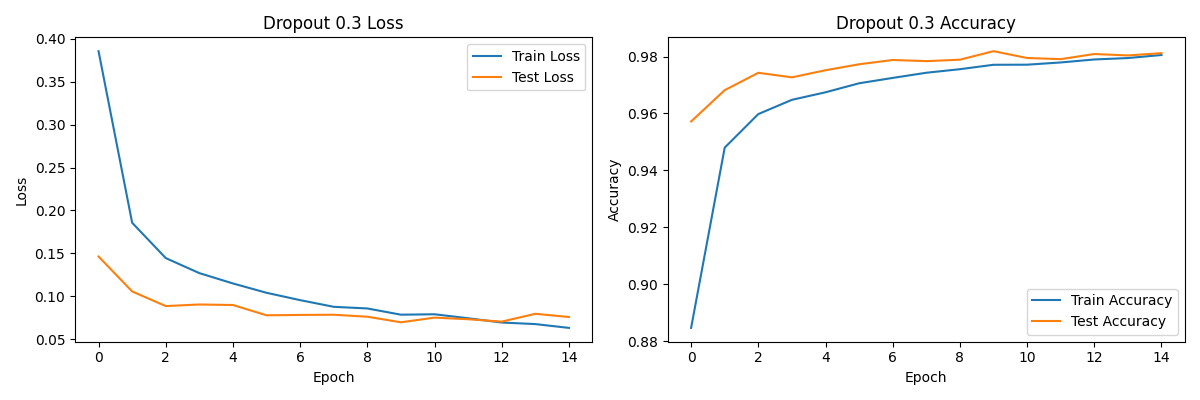 Dropout 0.3 Loss
0.40
0.35
0.30
0.25
0.20
0.15
0.10
0.05
Loss
0 2 4 6 8 10 12 14
Epoch
Train Loss
Test Loss
Dropout 0.3 Accuracy
0.98
0.96
0.94
0.92
0.90
0.88
Accuracy
0 2 4 6 8 10 12 14
Epoch
Train Accuracy
Test Accuracy